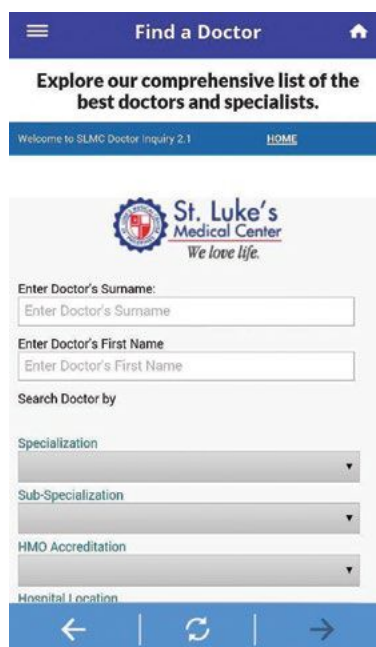 Find a Doctor
Explore our comprehensive list of the
best doctors and specialists.
Welcome to SLMC Doctor Inquiry 2.1 HOME
St. Luke's
Medical Center
We love life.
Enter Doctor's Surname:
Enter Doctor's Surname
Enter Doctor's First Name
Enter Doctor's First Name
Search Doctor by
Specialization
Sub-Specialization
HMO Accreditation
Hospital Location